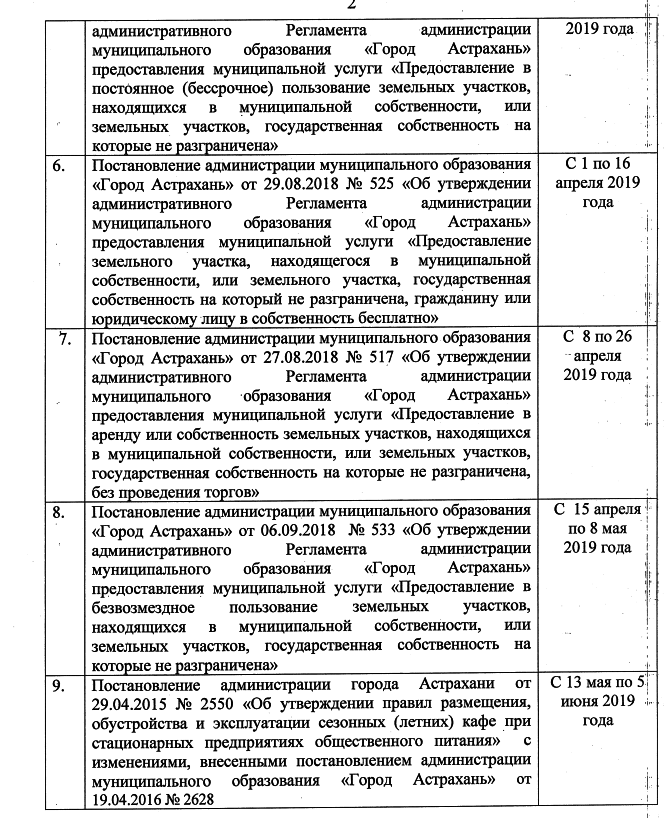 2
административного Регламента администрации
муниципального образования «Город Астрахань»
предоставления муниципальной услуги «Предоставление в
постоянное (бессрочное) пользование земельных участков,
находящихся в муниципальной собственности, или
земельных участков, государственная собственность на
которые не разграничена»
2019 года
6.
Постановление администрации муниципального образования
«Город Астрахань» от 29.08.2018 № 525 «Об утверждении
административного Регламента администрации
муниципального образования «Город Астрахань»
предоставления муниципальной услуги «Предоставление
земельного участка, находящегося в муниципальной
собственности, или земельного участка, государственная
собственность на который не разграничена, гражданину или
юридическому лицу в собственность бесплатно»
С 1 по 16
апреля 2019
года
7.
Постановление администрации муниципального образования
«Город Астрахань» от 27.08.2018 № 517 «Об утверждении
административного Регламента администрации
муниципального образования «Город Астрахань»
предоставления муниципальной услуги «Предоставление в
аренду или собственность земельных участков, находящихся
в муниципальной собственности, или земельных участков,
государственная собственность на которые не разграничена,
без проведения торгов»
С 8 по 26
апреля
2019 года
8.
Постановление администрации муниципального образования
«Город Астрахань» от 06.09.2018 № 533 «Об утверждении
административного Регламента администрации
муниципального образования «Город Астрахань»
предоставления муниципальной услуги «Предоставление в
безвозмездное пользование земельных участков,
находящихся в муниципальной собственности, или
земельных участков, государственная собственность на
которые не разграничена»
С 15 апреля
по 8 мая
2019 года
9.
Постановление администрации города Астрахани от
29.04.2015 № 2550 «Об утверждении правил размещения,
обустройства и эксплуатации сезонных (летних) кафе при
стационарных предприятиях общественного питания» с
изменениями, внесенными постановлением администрации
муниципального образования «Город Астрахань» от
19.04.2016 № 2628
С 13 мая по 5
июня 2019
года